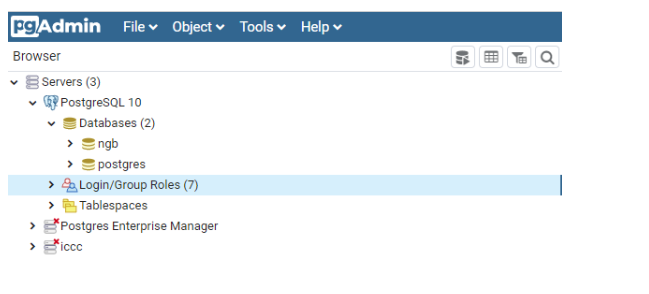 pgAdmin File Object Tools Help
Browser
Servers (3)
PostgreSQL 10
Databases (2)
ngb
postgres
Login/Group Roles (7)
Tablespaces
Postgres Enterprise Manager
iccc